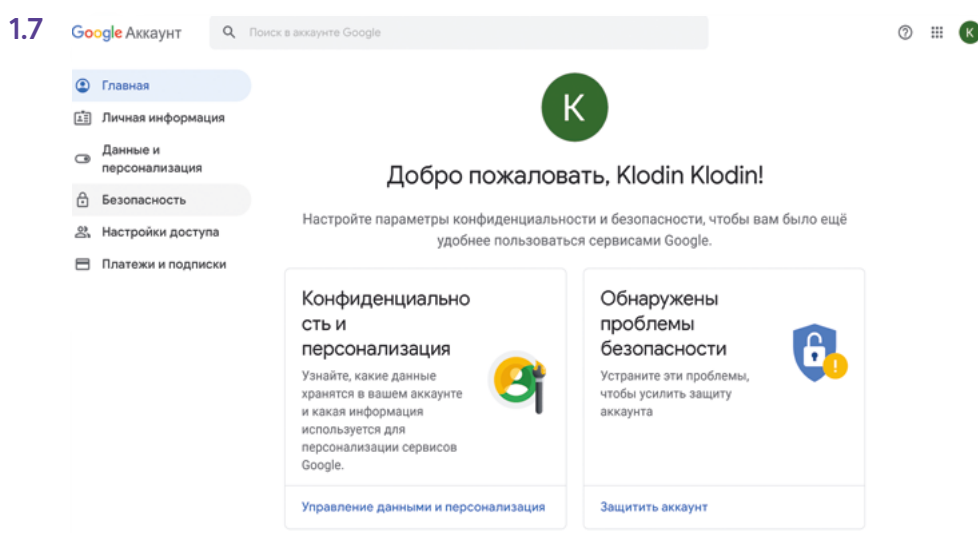 1.7
Google Аккаунт
Поиск в аккаунте Google
K
Главная
Личная информация
Данные и
персонализация
Безопасность
Настройки доступа
Платежи и подписки
K
Добро пожаловать, Klodin Klodin!
Настройте параметры конфиденциальности и безопасности, чтобы вам было ещё
удобнее пользоваться сервисами Google.
Конфиденциально
сть и
персонализация
Узнайте, какие данные
хранятся в вашем аккаунте
и какая информация
используется для
персонализации сервисов
Google.
Управление данными и персонализация
Обнаружены
проблемы
безопасности
Устраните эти проблемы,
чтобы усилить защиту
аккаунта
Защитить аккаунт